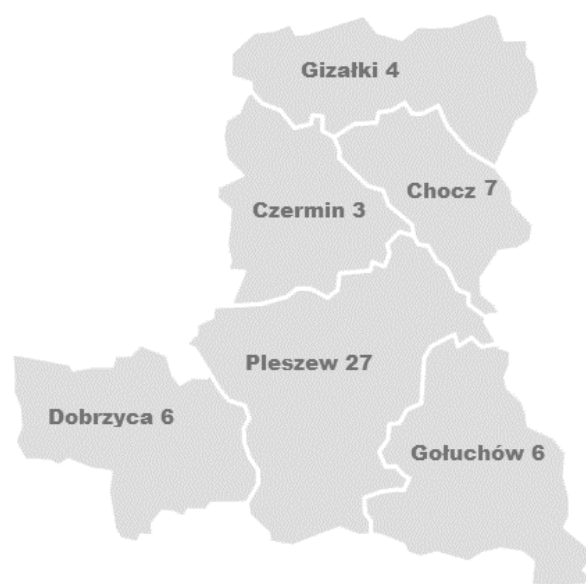 Gizałki 4
Chocz 7
Czermin 3
Pleszew 27
Dobrzyca 6
Gołuchów 6